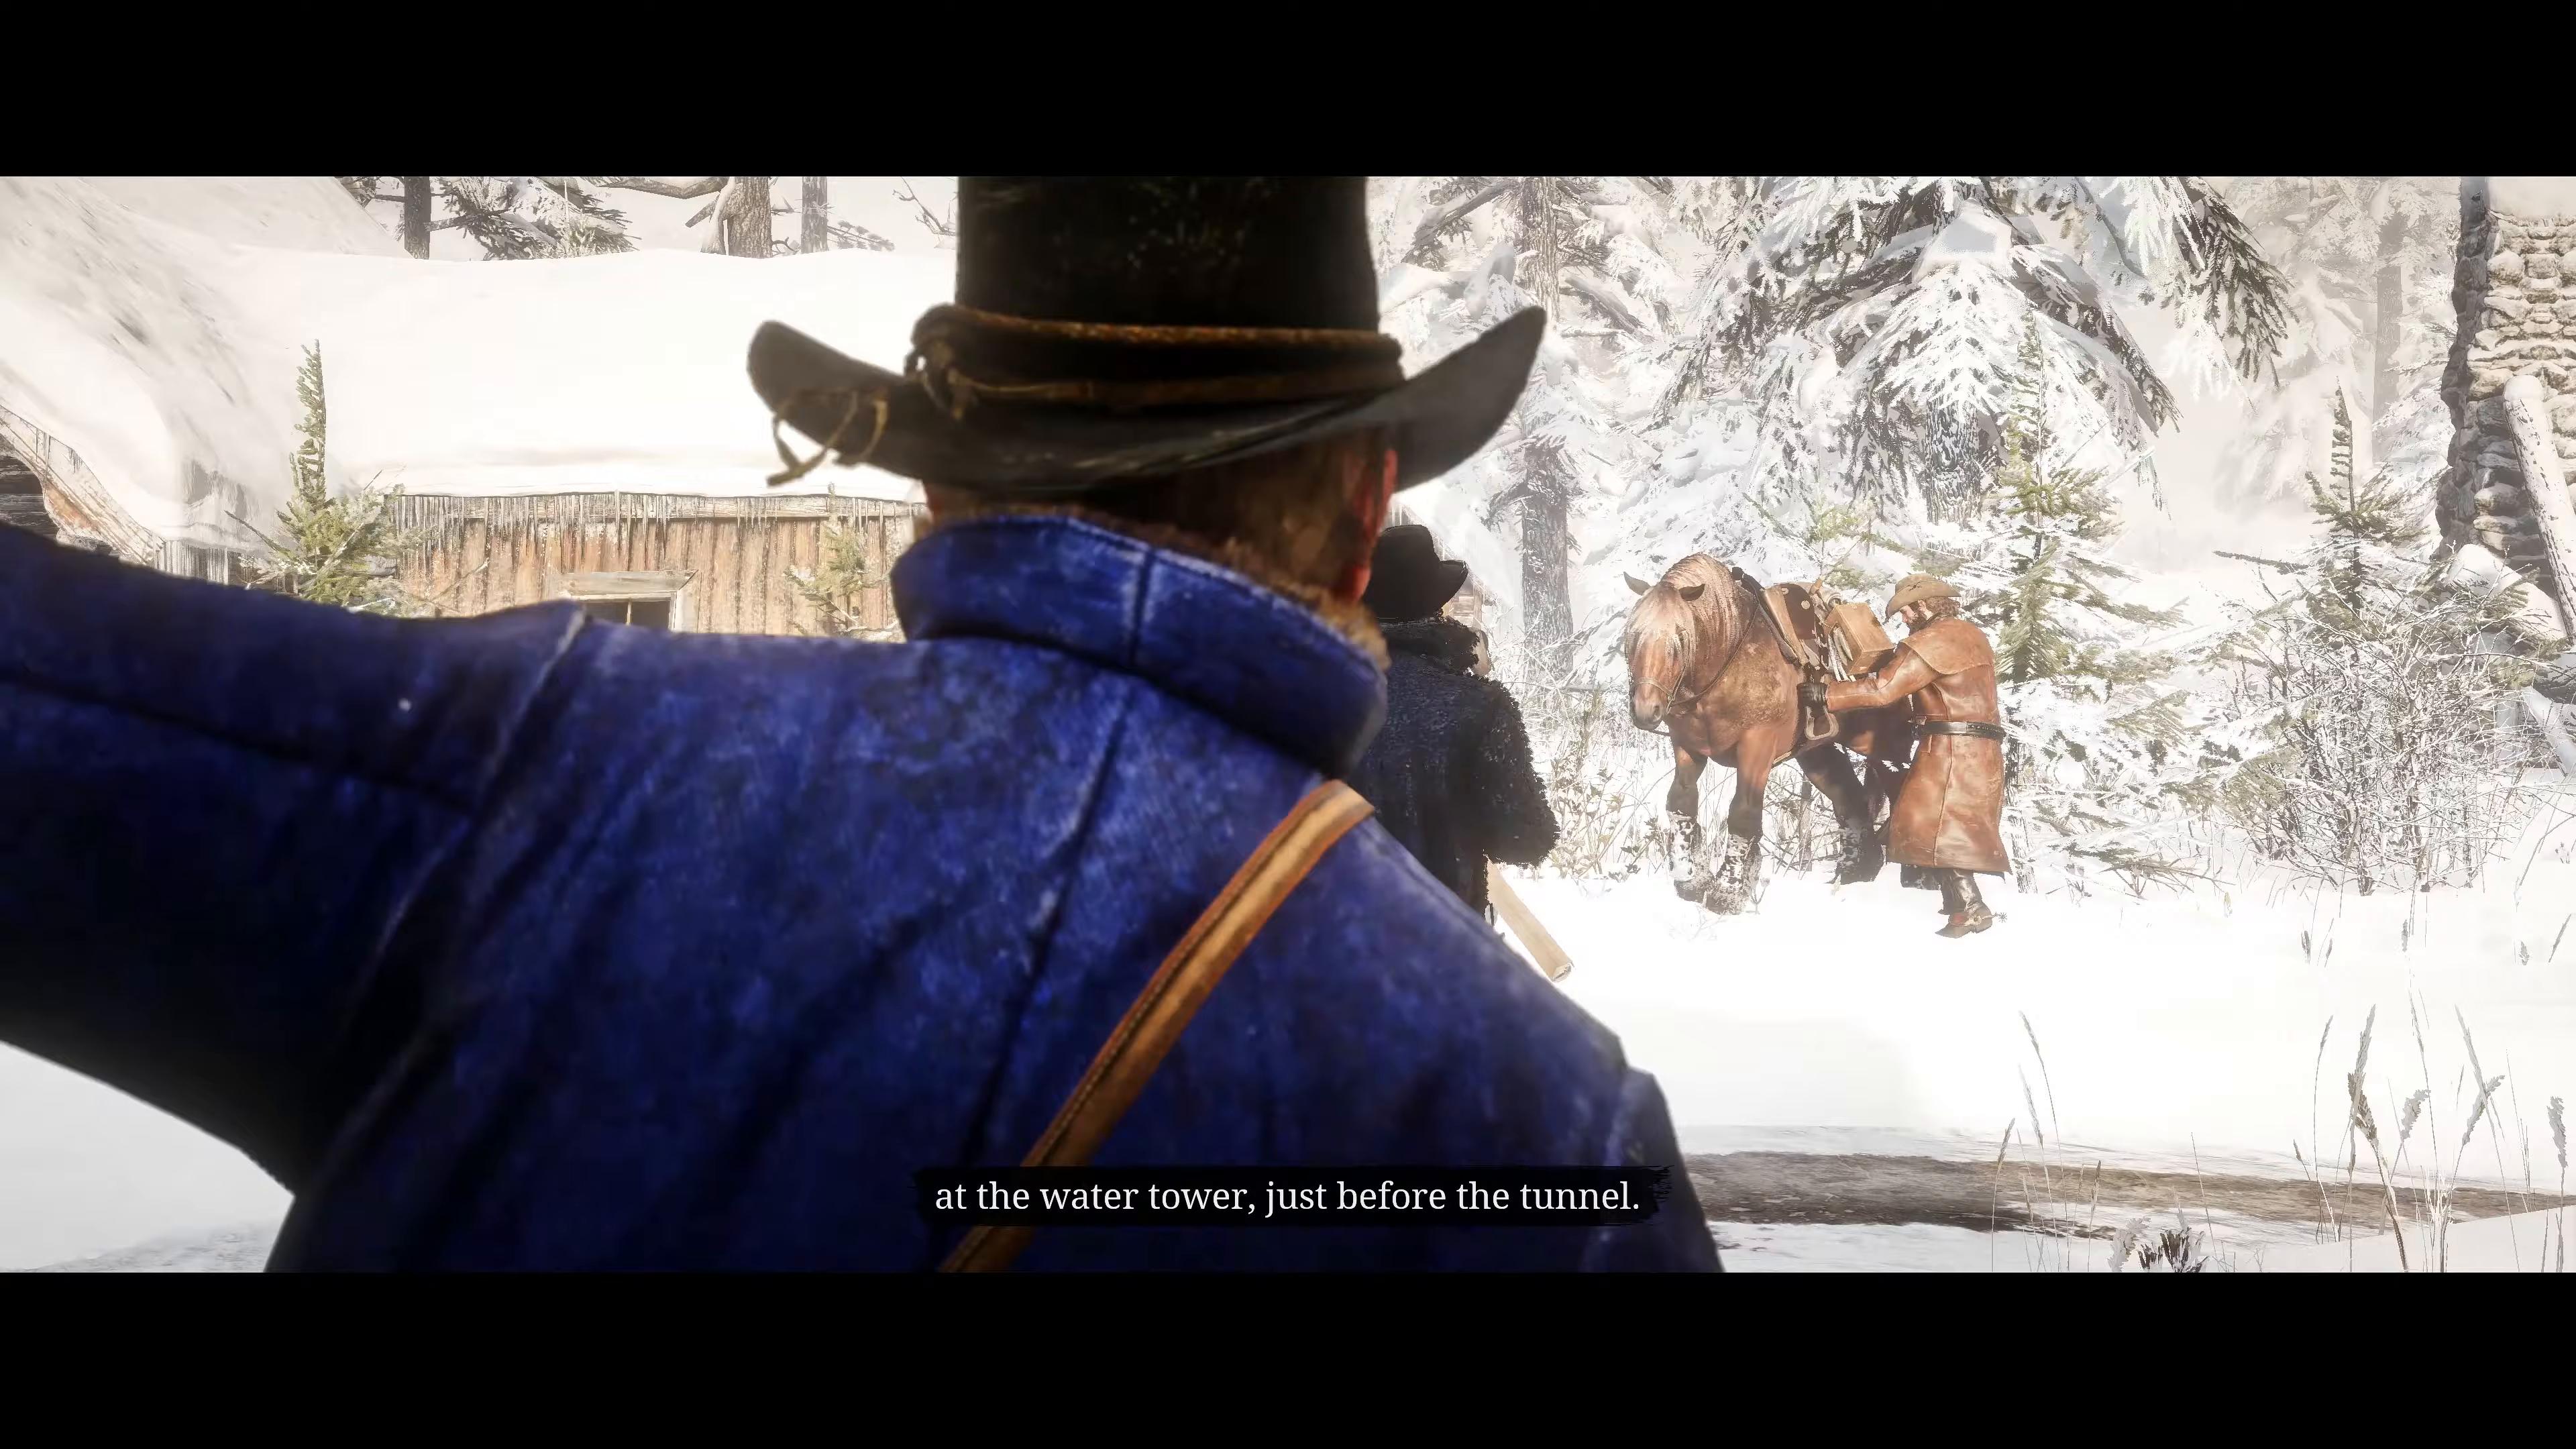 at the water tower, just before the tunnel.